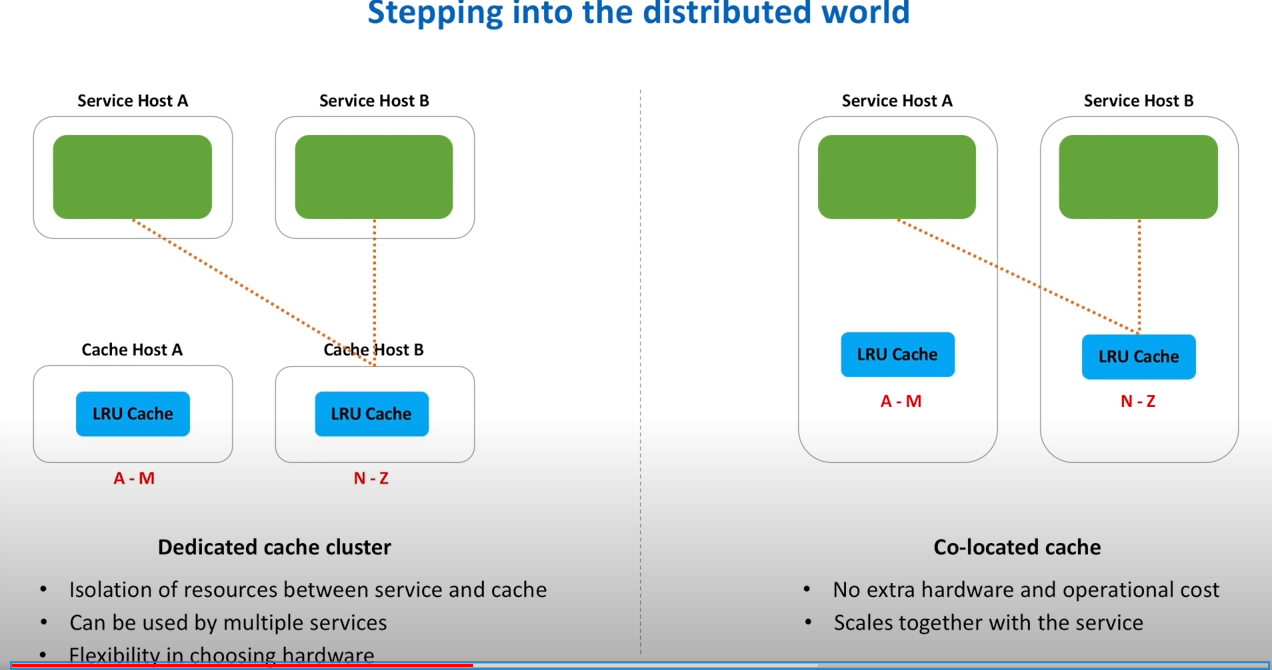 Stepping into the distributed world
Service Host A
Service Host B
Cache Host A
Cache Host B
LRU Cache
LRU Cache
A - M
N - Z
Dedicated cache cluster
• Isolation of resources between service and cache
• Can be used by multiple services
• Flexibility in choosing hardware
Service Host A
Service Host B
LRU Cache
LRU Cache
A - M
N - Z
Co-located cache
• No extra hardware and operational cost
• Scales together with the service